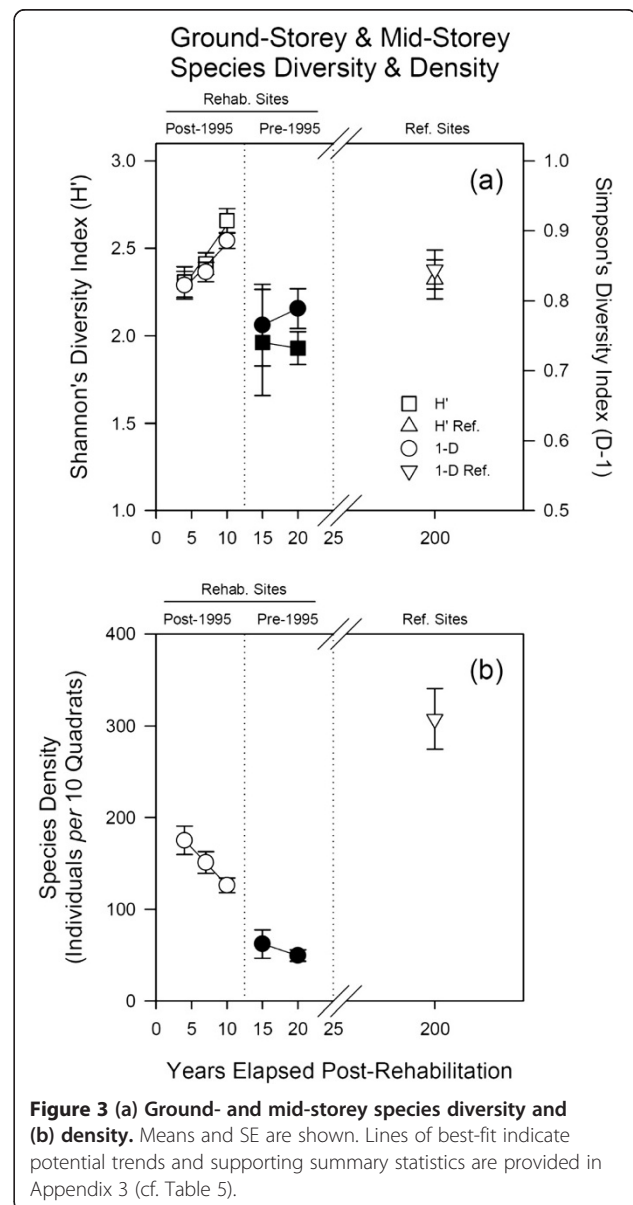 Ground-Storey & Mid-Storey
Species Diversity & Density
Rehab. Sites
Post-1995 Pre-1995 Ref. Sites
(a)
Shannon's Diversity Index (H')
3.0
2.5
2.0
1.5
1.0
Simpson's Diversity Index (D-1)
1.0
0.9
0.8
0.7
0.6
0.5
H'
H' Ref.
1-D
1-D Ref.
0 5 10 15 20 25 200
Rehab. Sites
Post-1995 Pre-1995 Ref. Sites
(b)
Species Density
(Individuals per 10 Quadrats)
400
300
200
100
0
0 5 10 15 20 25 200
Years Elapsed Post-Rehabilitation
Figure 3 (a) Ground- and mid-storey species diversity and
(b) density. Means and SE are shown. Lines of best-fit indicate
potential trends and supporting summary statistics are provided in
Appendix 3 (cf. Table 5).